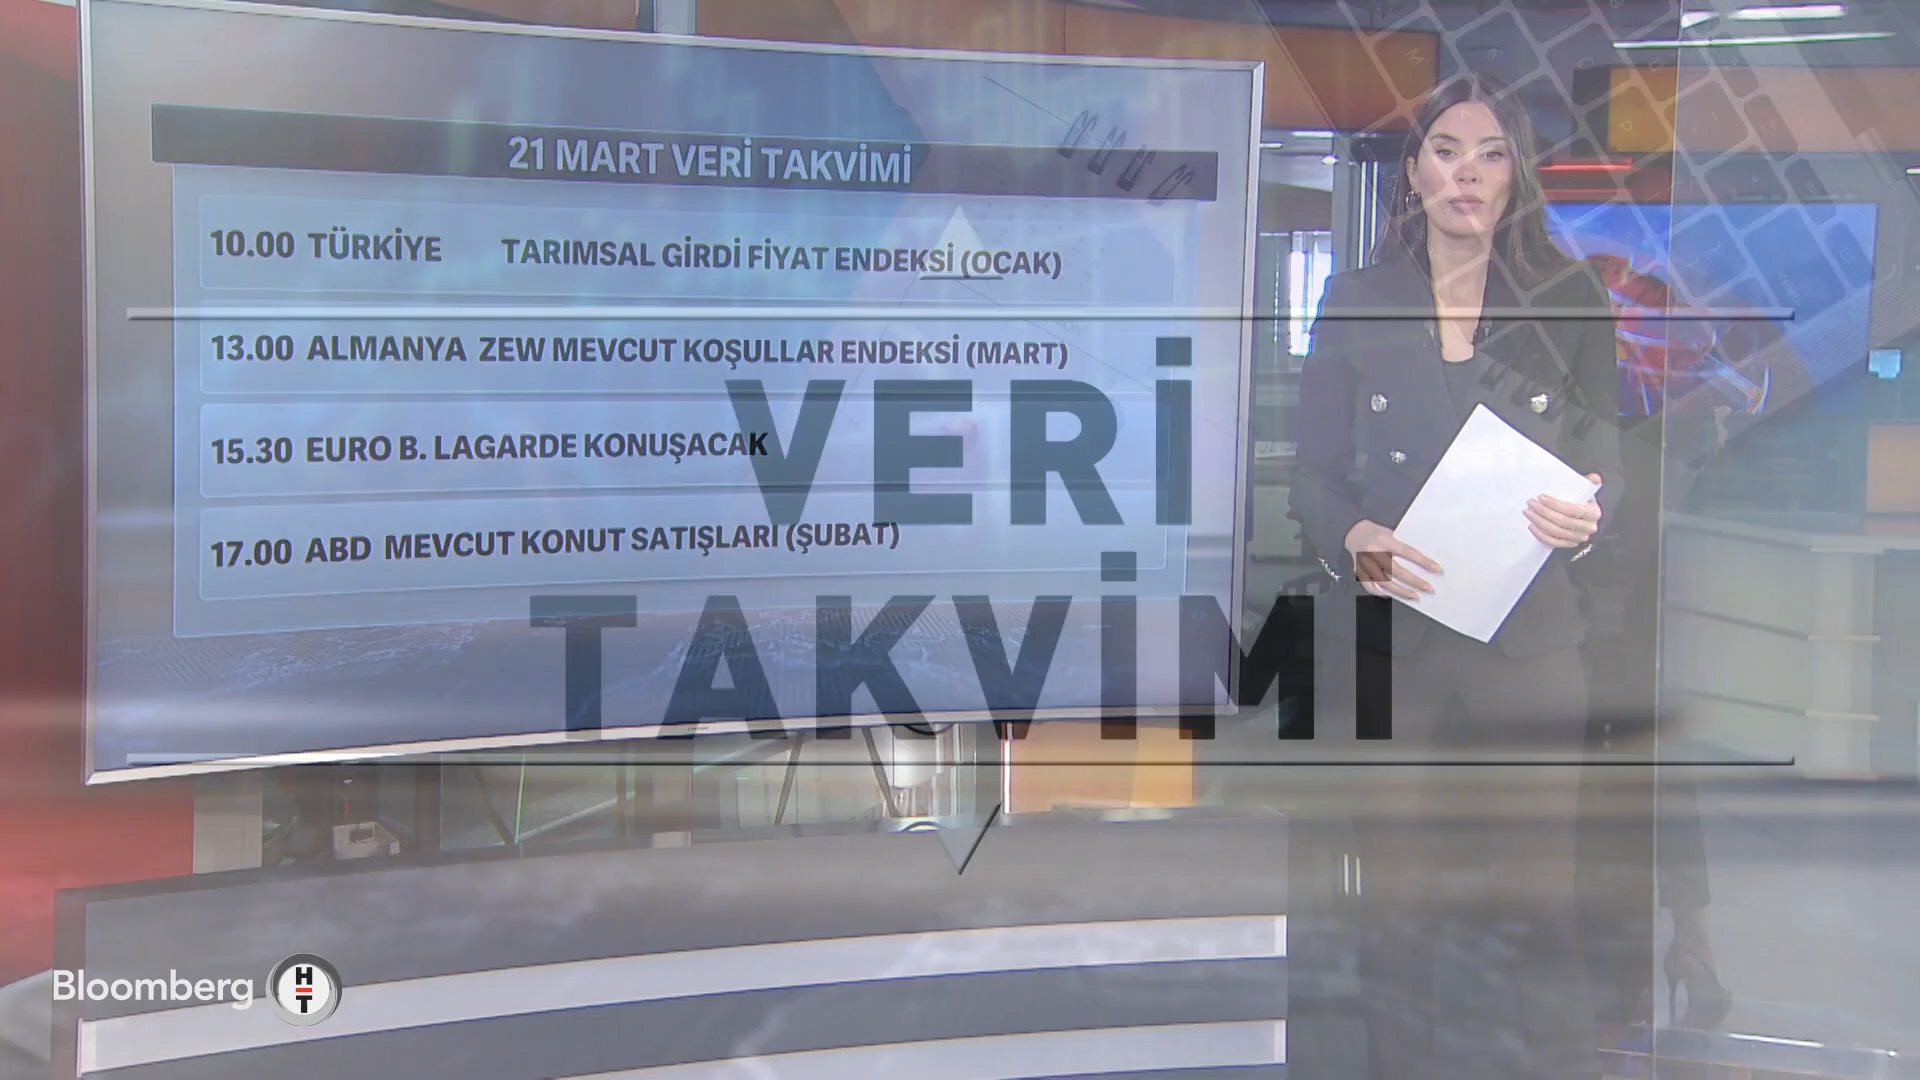 21 MART VERİ TAKVİMİ
10.00 TÜRKİYE TARIMSAL GİRDİ FİYAT ENDEKSİ (OCAK)
13.00 ALMANYA ZEW MEVCUT KOŞULLAR ENDEKSİ (MART)
15.30 EURO B. LAGARDE KONUŞACAK
17.00 ABD MEVCUT KONUT SATIŞLARI (ŞUBAT)
VERİ
TAKVİMİ
Bloomberg HT